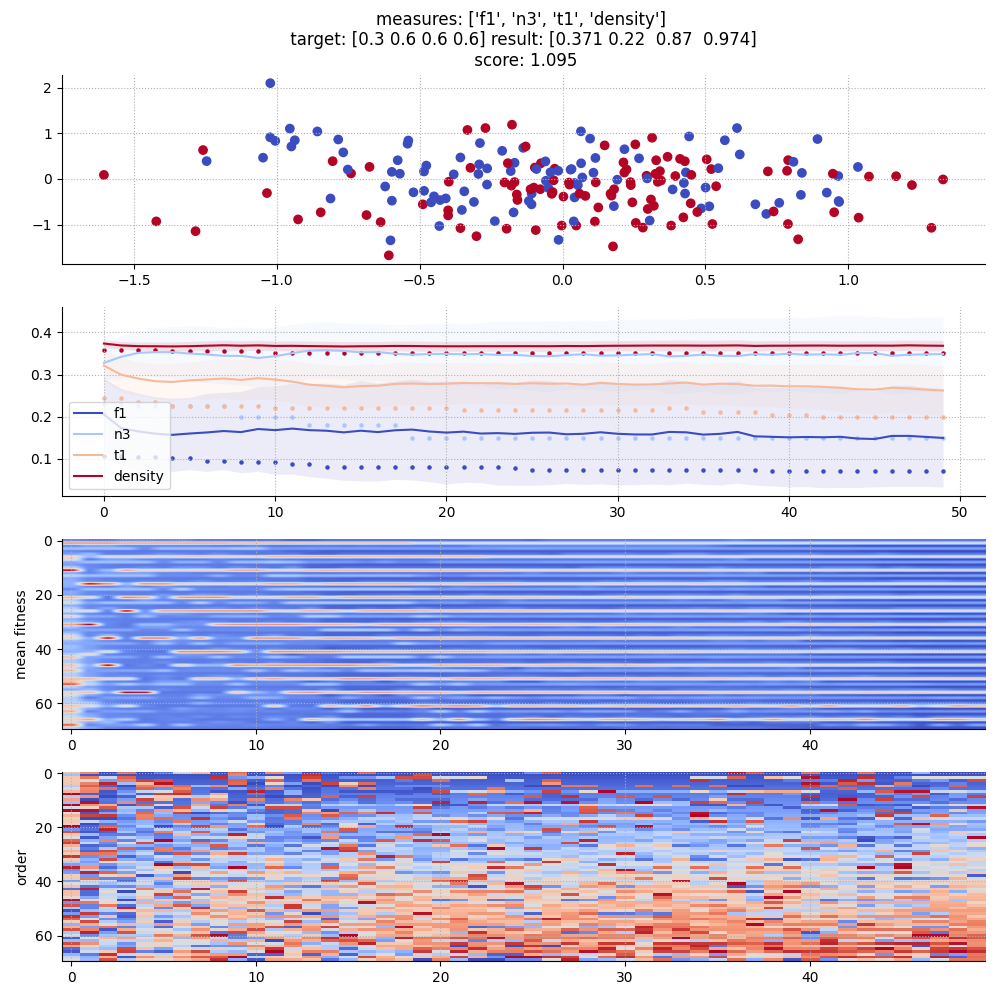 measures: ['f1', 'n3', 't1', 'density']
target: [0.3 0.6 0.6 0.6] result: [0.371 0.22  0.87  0.974]
score: 1.095
2
1
0
−1
−1.5 −1.0 −0.5 0.0 0.5 1.0
0.4
0.3
0.2
0.1
f1
n3
t1
density
0 10 20 30 40 50
mean fitness
0
20
40
60
0 10 20 30 40
order
0
20
40
60
0 10 20 30 40